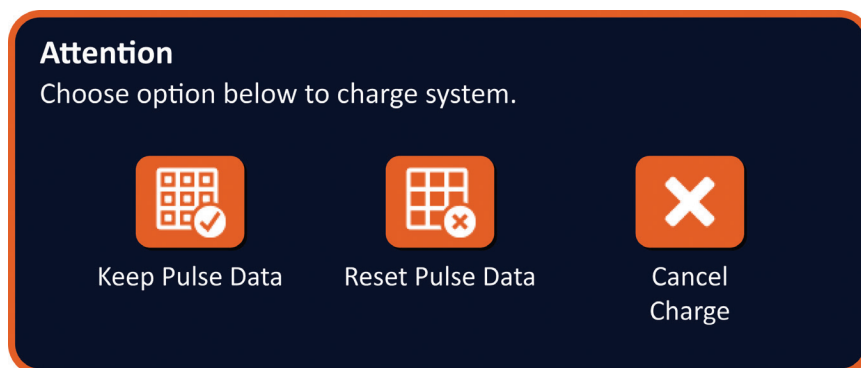 Attention
Choose option below to charge system.
Keep Pulse Data
Reset Pulse Data
Cancel
Charge